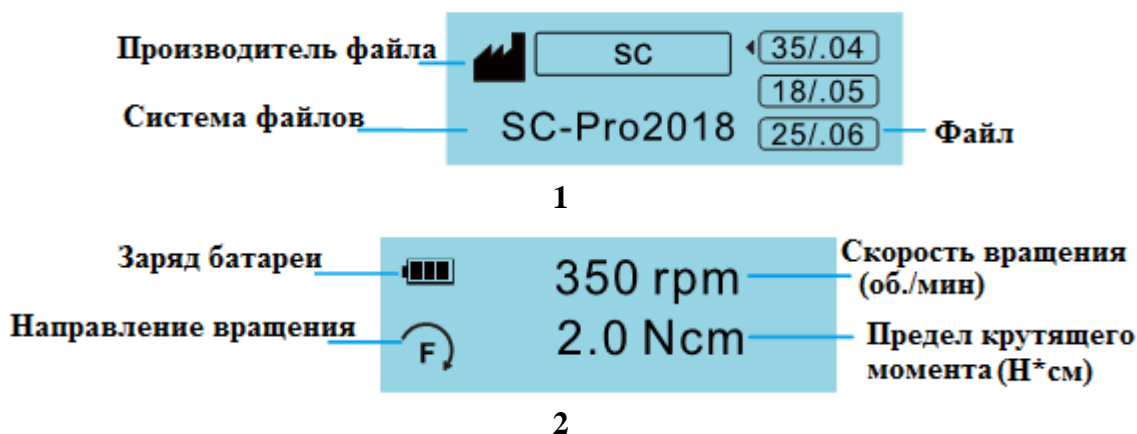 Производитель файла
SC
35/.04
18/.05
Система файлов
SC-Pro2018
25/.06
Файл
1
Заряд батареи
350 rpm
Скорость вращения
(об./мин)
Направление вращения
F
2.0 Ncm
Предел крутящего
момента(Н*см)
2